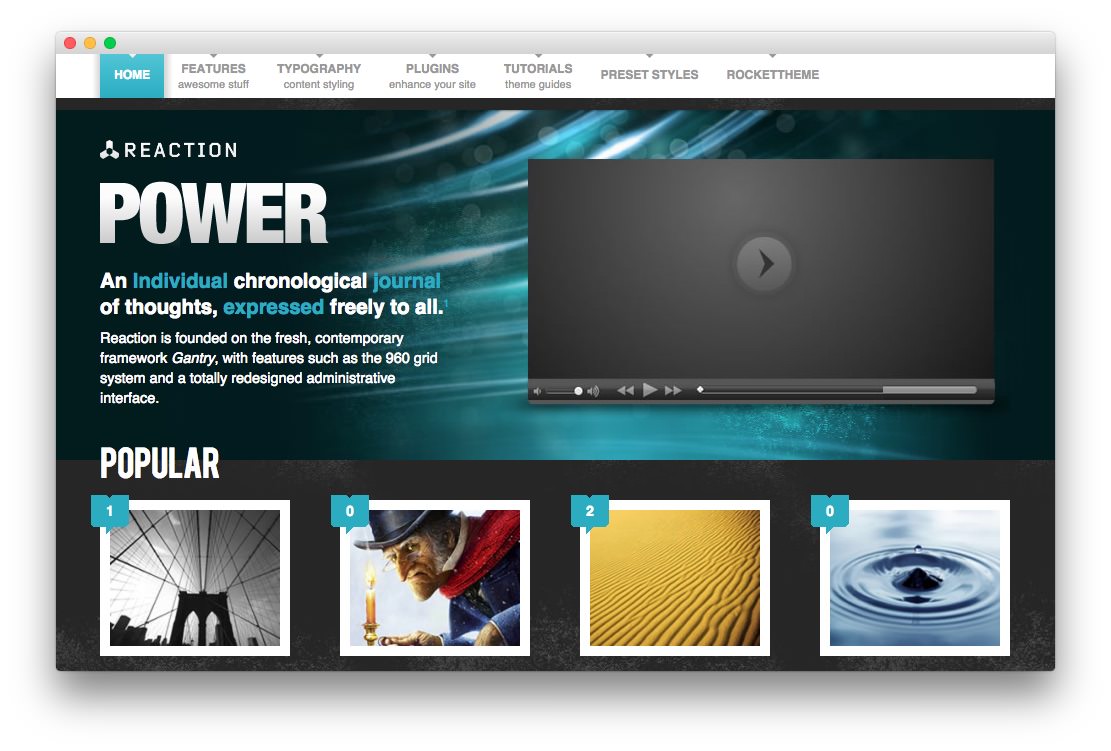 HOME
FEATURES
awesome stuff
TYPOGRAPHY
content styling
PLUGINS
enhance your site
TUTORIALS
theme guides
PRESET STYLES
ROCKETTHEME
REACTION
POWER
An Individual chronological journal
of thoughts, expressed freely to all.1
Reaction is founded on the fresh, contemporary
framework Gantry, with features such as the 960 grid
system and a totally redesigned administrative
interface.
POPULAR
1
0
2
0